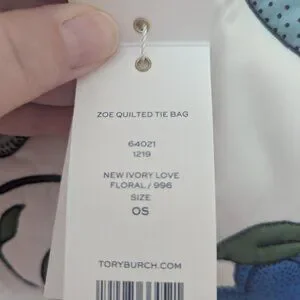 ZOE QUILTED TIE BAG
64021
1219
NEW IVORY LOVE
FLORAL / 996
SIZE
OS
TORYBURCH.COM